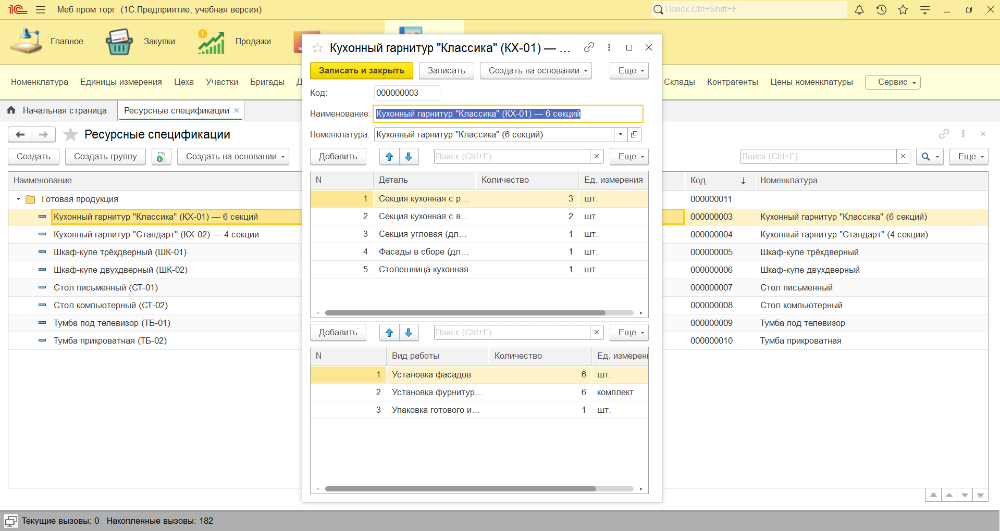 Меб пром торг (1С:Предприятие, учебная версия)
Поиск Ctrl+Shift+F
Главное
Закупки
Продажи
Номенклатура
Единицы измерения
Цеха
Участки
Бригады
Склады
Контрагенты
Цены номенклатуры
Сервис
Начальная страница
Ресурсные спецификации
Ресурсные спецификации
Создать
Создать группу
Создать на основании
Поиск (Ctrl+F)
Еще
Наименование
Код
Номенклатура
Готовая продукция
000000011
Кухонный гарнитур "Классика" (КХ-01) — 6 секций
000000003
Кухонный гарнитур "Классика" (6 секций)
Кухонный гарнитур "Стандарт" (КХ-02) — 4 секции
000000004
Кухонный гарнитур "Стандарт" (4 секции)
Шкаф-купе трёхдверный (ШК-01)
000000005
Шкаф-купе трёхдверный
Шкаф-купе двухдверный (ШК-02)
000000006
Шкаф-купе двухдверный
Стол письменный (СТ-01)
000000007
Стол письменный
Стол компьютерный (СТ-02)
000000008
Стол компьютерный
Тумба под телевизор (ТБ-01)
000000009
Тумба под телевизор
Тумба прикроватная (ТБ-02)
000000010
Тумба прикроватная
Кухонный гарнитур "Классика" (КХ-01) — ...
Записать и закрыть
Записать
Создать на основании
Еще
Код:
000000003
Наименование:
Кухонный гарнитур "Классика" (КХ-01) — 6 секций
Номенклатура:
Кухонный гарнитур "Классика" (6 секций)
Добавить
Поиск (Ctrl+F)
Еще
N Деталь Количество Ед. измерения
1 Секция кухонная с р... 3 шт.
2 Секция кухонная с в... 2 шт.
3 Секция угловая (дл... 1 шт.
4 Фасады в сборе (дл... 1 шт.
5 Столешница кухонная 1 шт.
Добавить
Поиск (Ctrl+F)
Еще
N Вид работы Количество Ед. измерени
1 Установка фасадов 6 шт.
2 Установка фурнитур... 6 комплект
3 Упаковка готового и... 1 шт.
Текущие вызовы: 0 Накопленные вызовы: 182